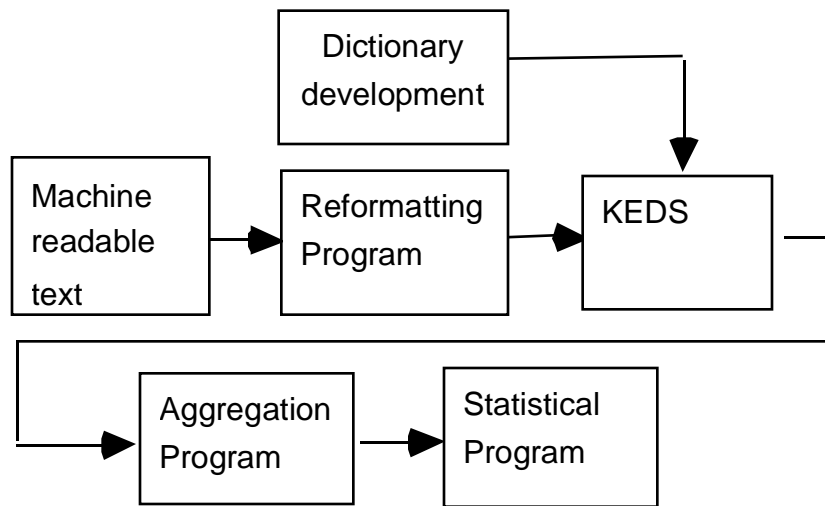 Dictionary
development
Machine
readable
text
Reformatting
Program
KEDS
Aggregation
Program
Statistical
Program